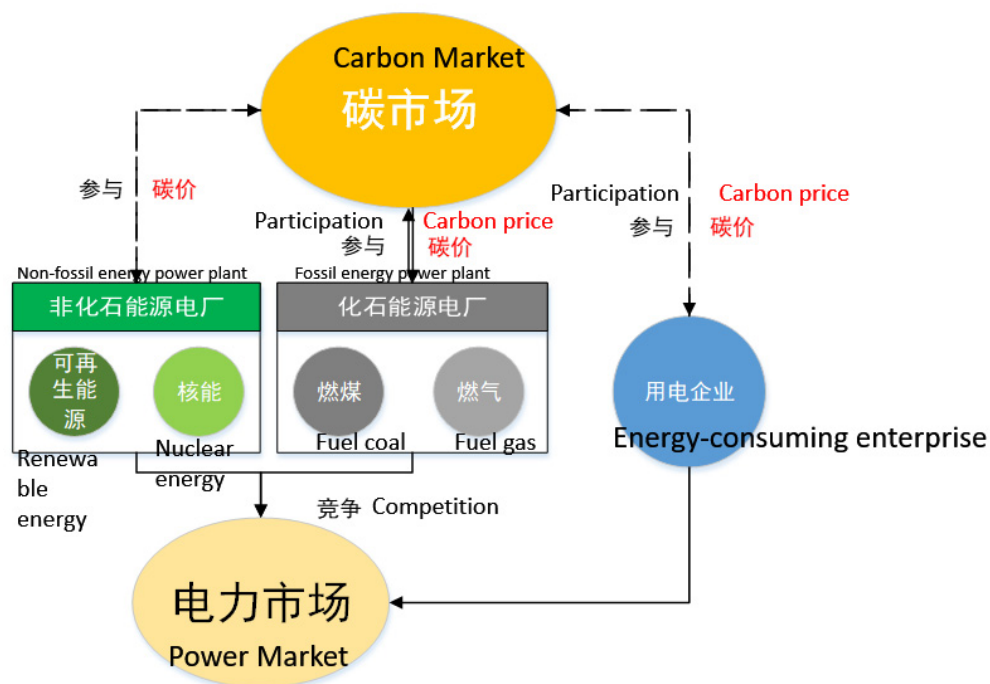 Carbon Market
碳市场
参与 碳价
Participation Carbon price
参与 碳价
Participation Carbon price
参与 碳价
Non-fossil energy power plant
非化石能源电厂
可再
生能
源
核能
Renewa
ble
energy
Nuclear
energy
Fossil energy power plant
化石能源电厂
燃煤
燃气
Fuel coal
Fuel gas
用电企业
Energy-consuming enterprise
竞争 Competition
电力市场
Power Market